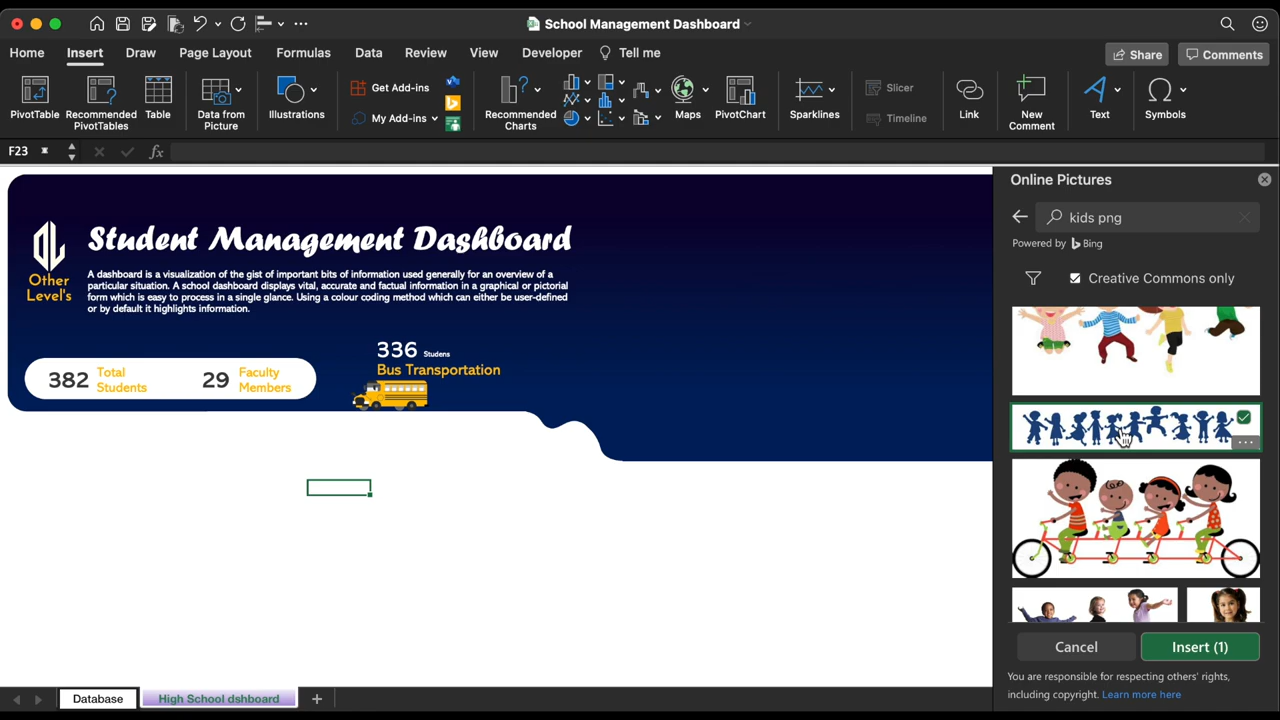 School Management Dashboard
Home Insert Draw Page Layout Formulas Data Review View Developer Tell me Share Comments
PivotTable
Recommended PivotTables
Table
Data from Picture
Illustrations
Get Add-ins
My Add-ins
Recommended Charts
Maps
PivotChart
Sparklines
Slicer
Timeline
Link
New Comment
Text
Symbols
F23 fx
Online Pictures
kids png
Powered by Bing
Creative Commons only
Student Management Dashboard
Other
Level's
A dashboard is a visualization of the gist of important bits of information used generally for an overview of a
particular situation. A school dashboard displays vital, accurate and factual information in a graphical or pictorial
form which is easy to process in a single glance. Using a colour coding method which can either be user-defined
or by default it highlights information.
382 Total Students
29 Faculty Members
336 Studens
Bus Transportation
Cancel Insert (1)
You are responsible for respecting others' rights,
including copyright. Learn more here
Database High School dshboard